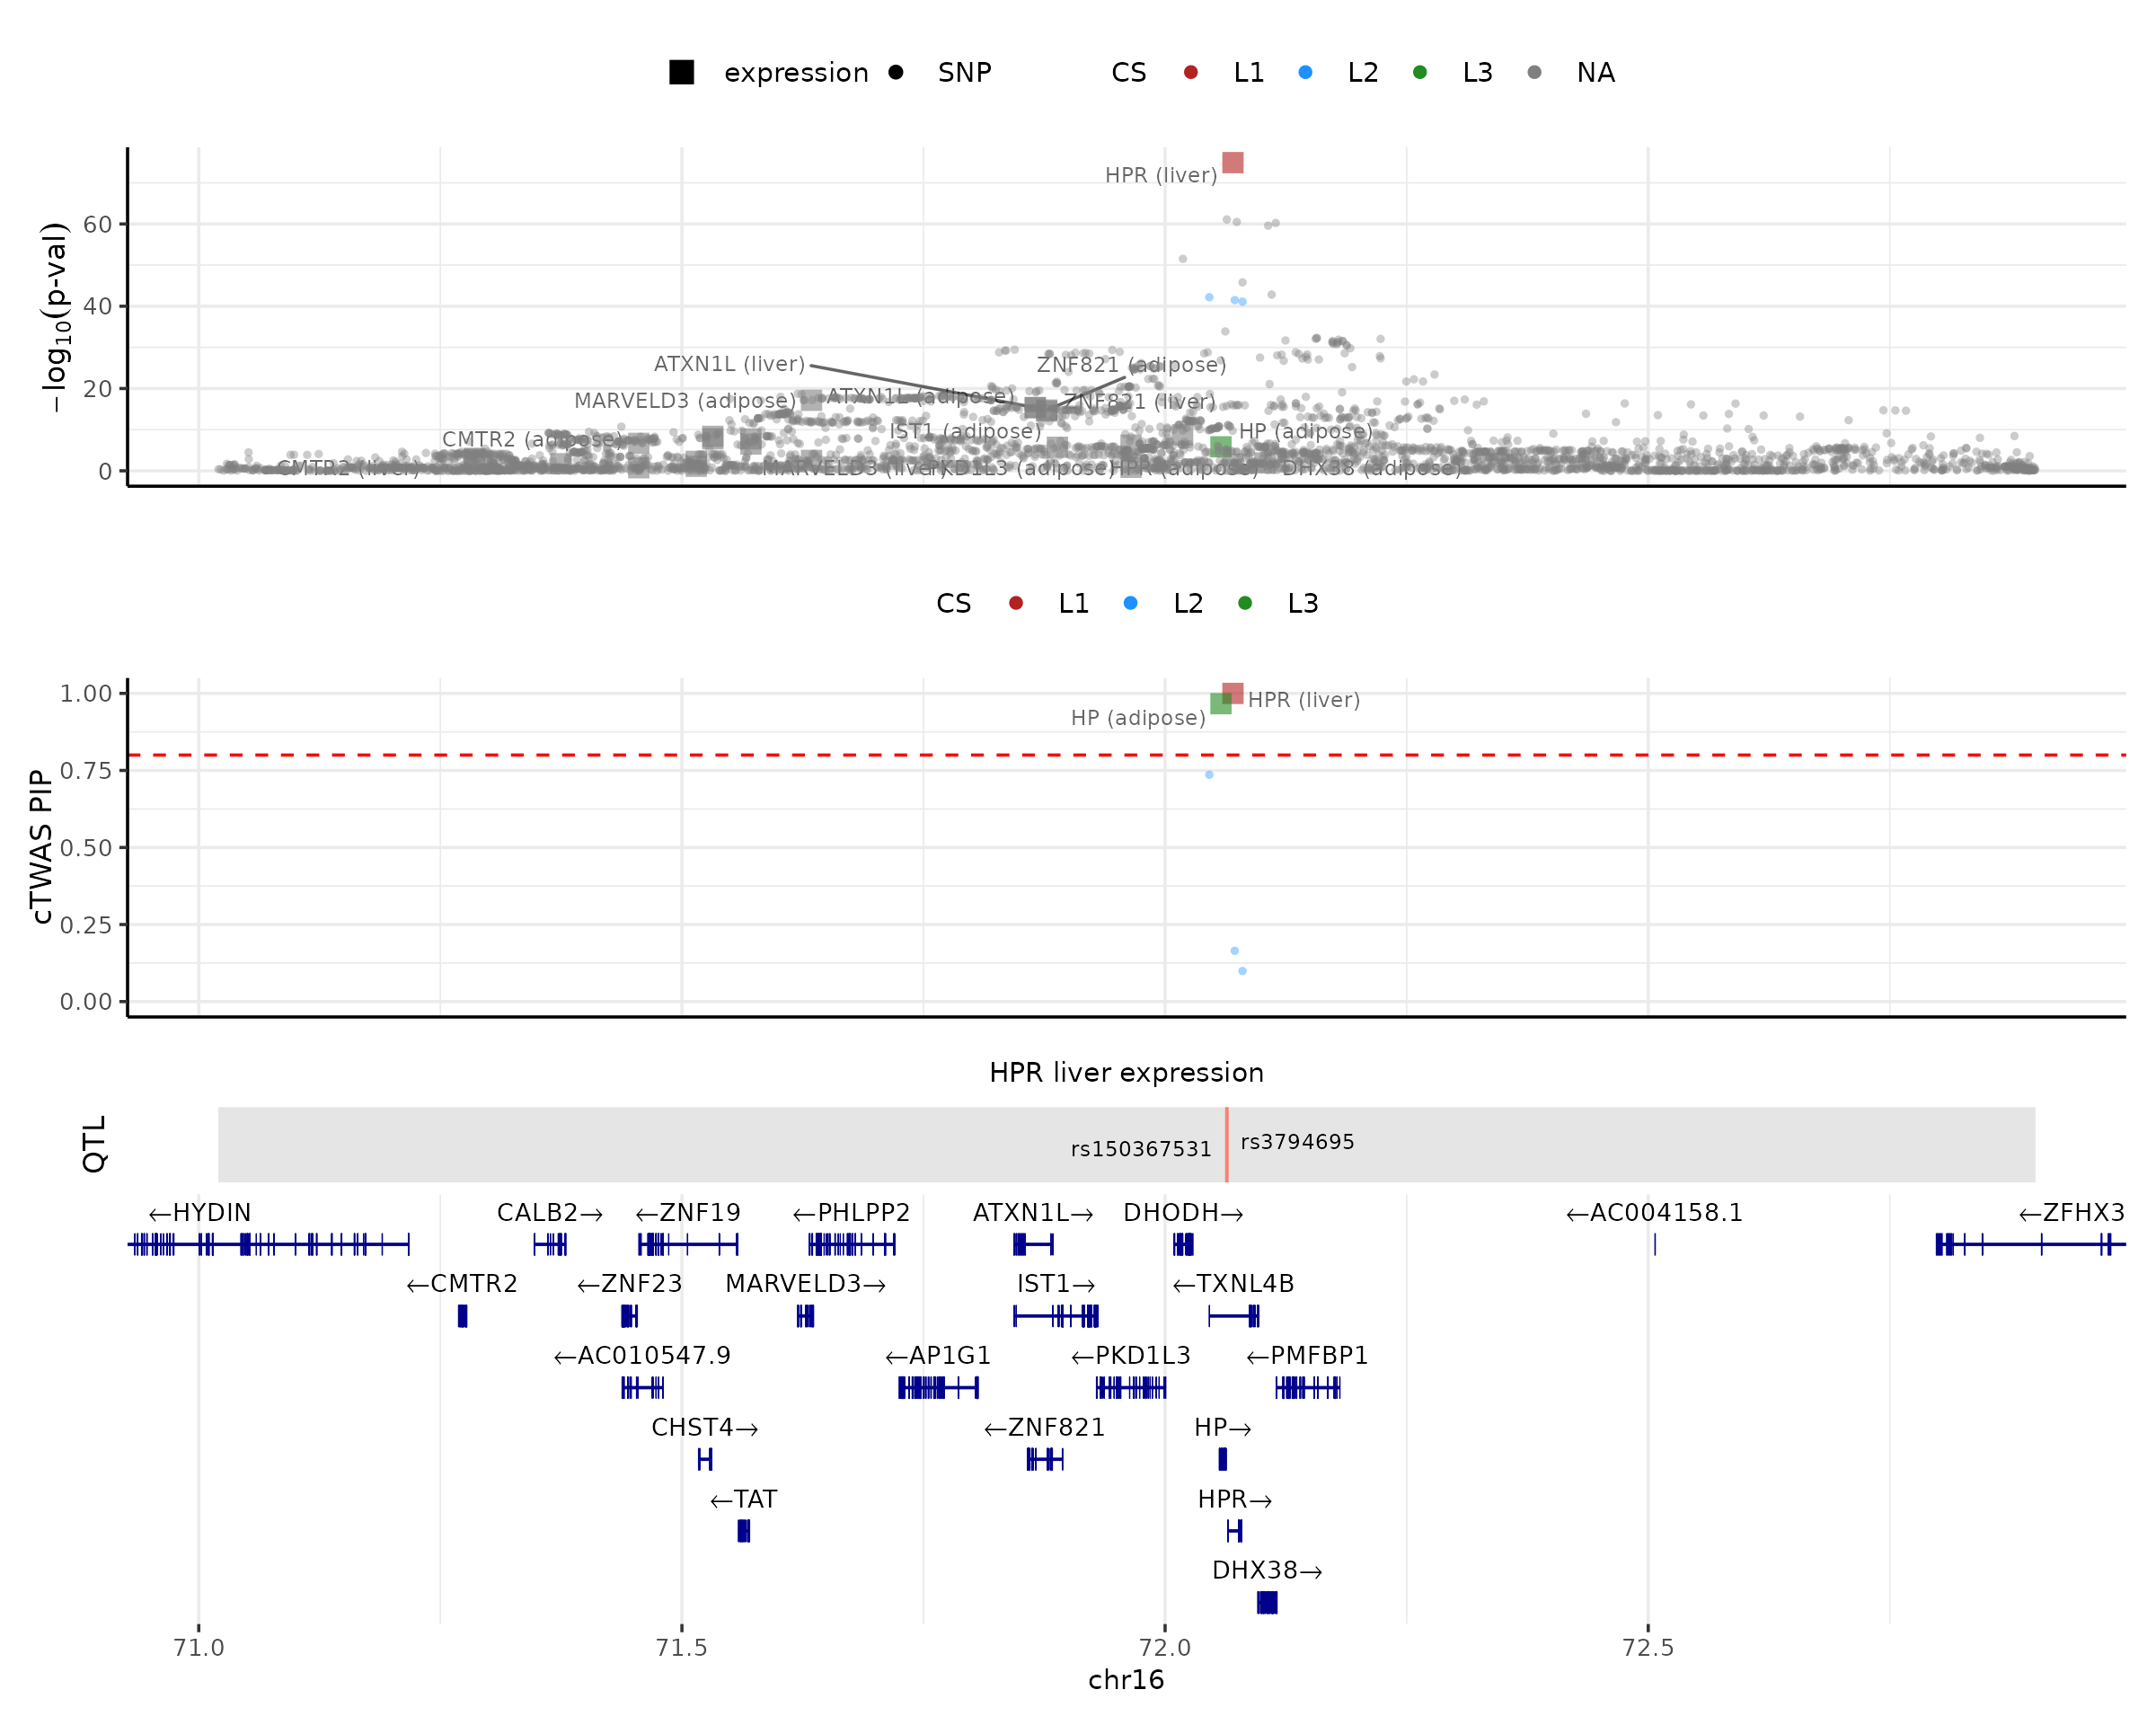 expression SNP CS L1 L2 L3 NA
−log10(p-val)
60
40
20
0
HPR (liver)
ATXN1L (liver)
ZNF821 (adipose)
MARVELD3 (adipose)
ATXN1L (adipose)
ZNF821 (liver)
CMTR2 (adipose)
IST1 (adipose)
HP (adipose)
CMTR2 (liver)
MARVELD3 (liver)
PKD1L3 (adipose)
HPR (adipose)
DHX38 (adipose)
CS L1 L2 L3
cTWAS PIP
1.00
0.75
0.50
0.25
0.00
HPR (liver)
HP (adipose)
HPR liver expression
QTL
rs150367531 rs3794695
←HYDIN CALB2→ ←ZNF19 ←PHLPP2 ATXN1L→ DHODH→ ←AC004158.1 ←ZFHX3
←CMTR2 ←ZNF23 MARVELD3→ IST1→ ←TXNL4B
←AC010547.9 ←AP1G1 ←PKD1L3 ←PMFBP1
CHST4→ ←ZNF821 HP→
←TAT HPR→
DHX38→
71.0 71.5 72.0 72.5
chr16